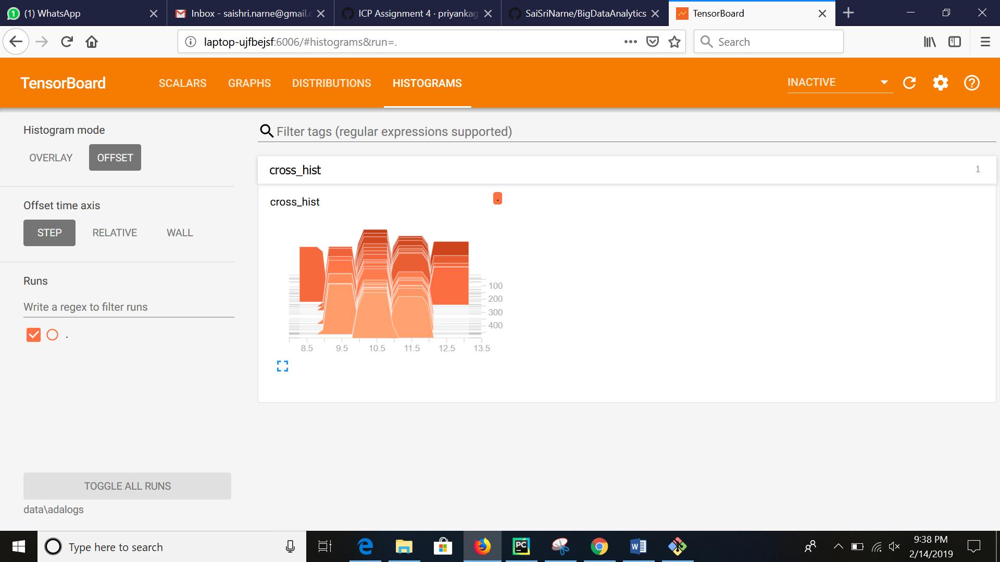 1 (1) WhatsApp
Inbox - saishri.narne@gmail.c
ICP Assignment 4 · priyankag
SaiSriNarne/BigDataAnalytics
TensorBoard
laptop-ujfbejsf:6006/#histograms&run=.
Search
TensorBoard
SCALARS GRAPHS DISTRIBUTIONS HISTOGRAMS
INACTIVE
Histogram mode
OVERLAY OFFSET
Offset time axis
STEP RELATIVE WALL
Runs
Write a regex to filter runs
.
TOGGLE ALL RUNS
data\adalogs
Filter tags (regular expressions supported)
cross_hist 1
cross_hist .
100
200
300
400
8.5 9.5 10.5 11.5 12.5 13.5
Type here to search
PC
W
9:38 PM
2/14/2019